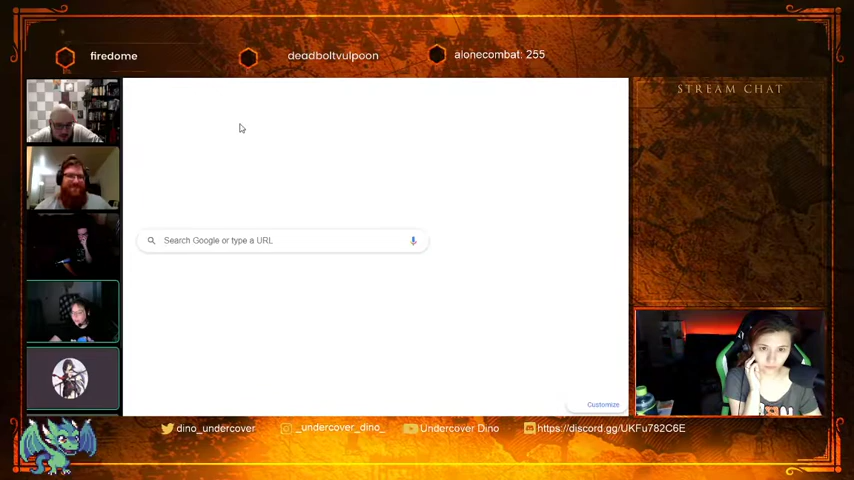 firedome
deadboltvulpoon
alonecombat: 255
STREAM CHAT
Search Google or type a URL
Customize
dino_undercover
_undercover_dino_
Undercover Dino
https://discord.gg/UKFu782C6E